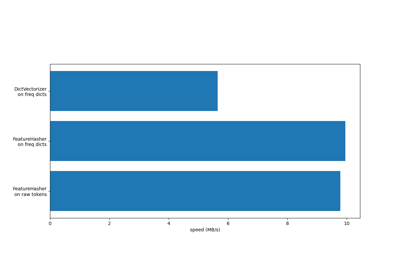 DictVectorizer
on freq dicts
FeatureHasher
on freq dicts
FeatureHasher
on raw tokens
0 2 4 6 8 10
speed (MB/s)